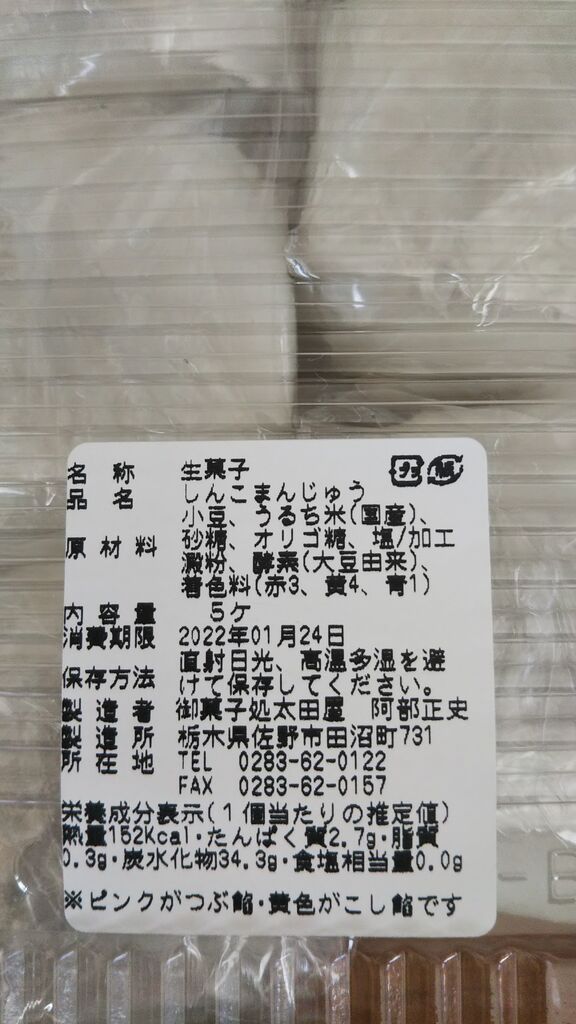 名称 生菓子
品名 しんこまんじゅう
原材料 小豆、うるち米(国産)、
砂糖、オリゴ糖、塩/加工
澱粉、酵素(大豆由来)、
着色料(赤3、黄4、青1)
内容量 5ケ
消費期限 2022年01月24日
保存方法 直射日光、高温多湿を避
けて保存してください。
製造者 御菓子処太田屋 阿部正史
製造所 栃木県佐野市田沼町731
所在地 TEL 0283-62-0122
FAX 0283-62-0157
栄養成分表示(1個当たりの推定値)
熱量152Kcal・たんぱく質2.7g・脂質
0.3g・炭水化物34.3g・食塩相当量0.0g
※ピンクがつぶ餡・黄色がこし餡です